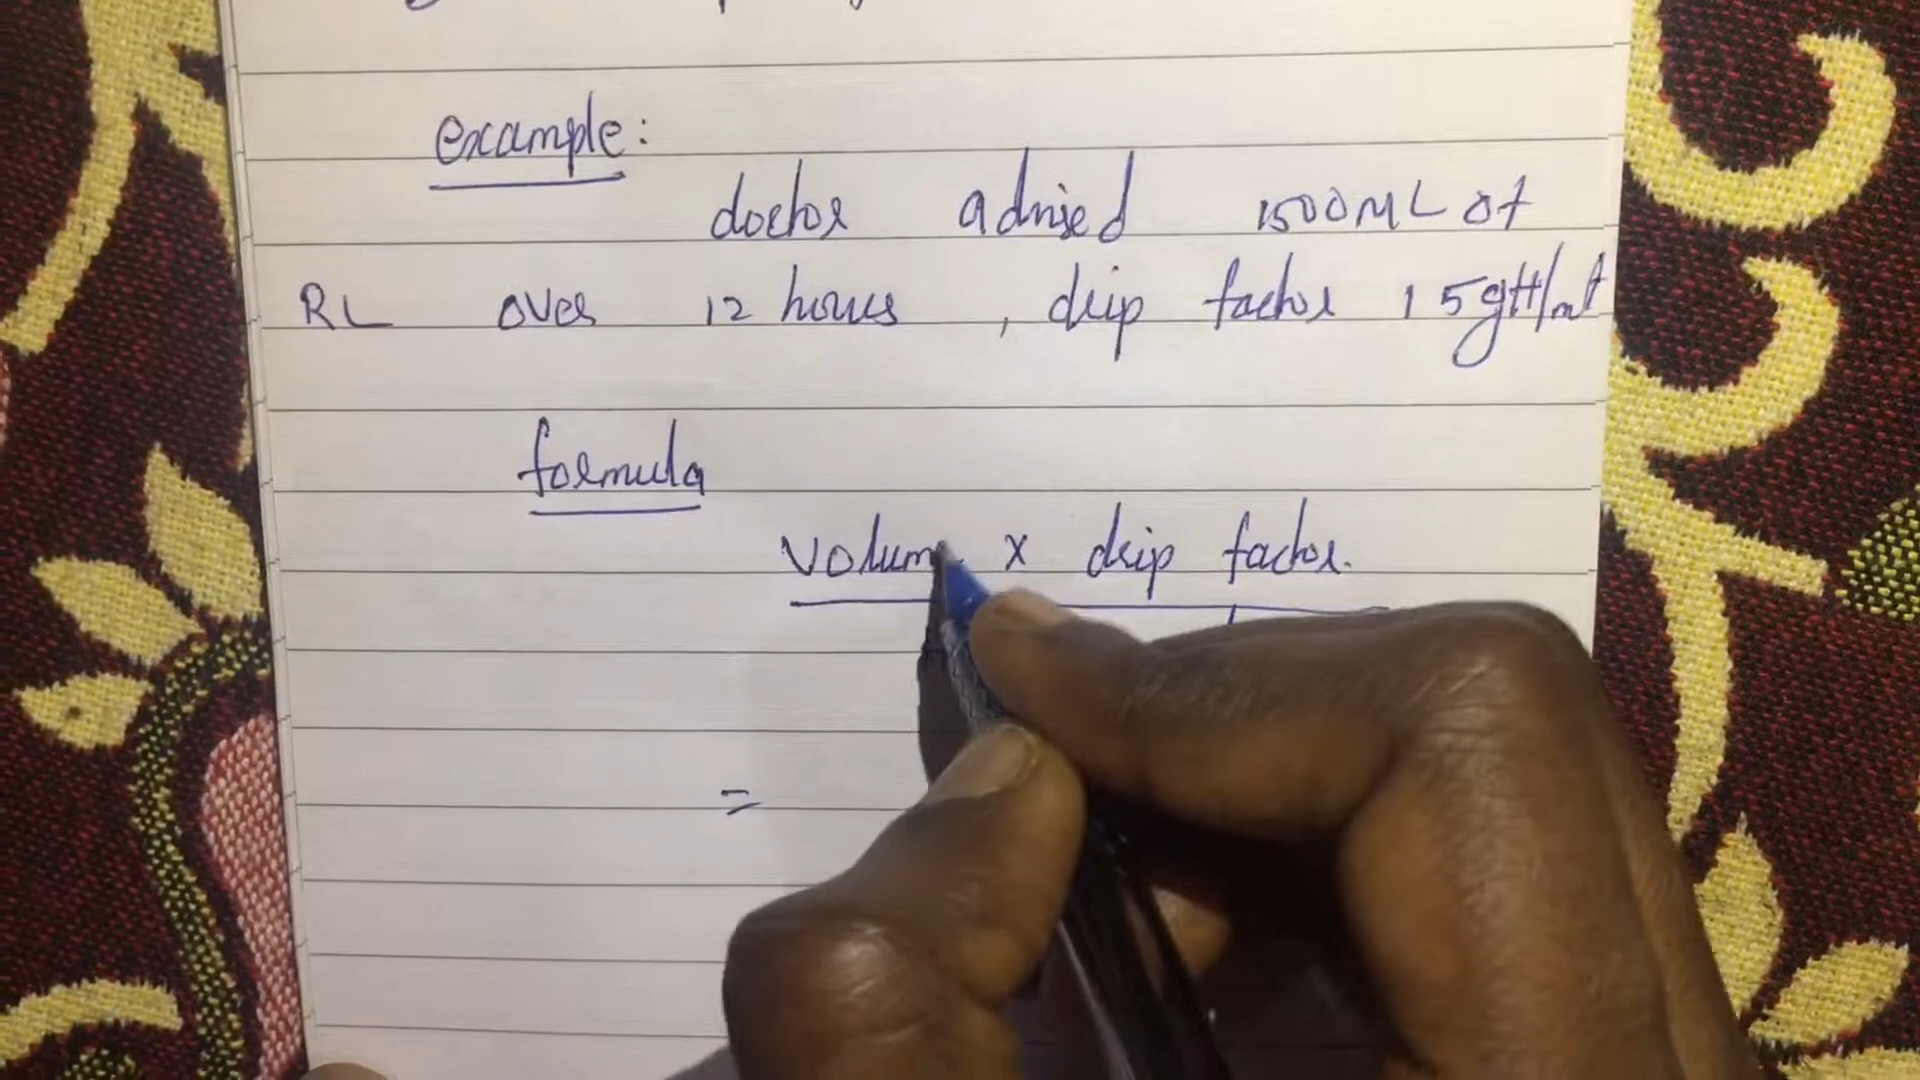 example:
doctor advised 1500ML of
RL over 12 hours , drip factor 15gtt/ml
formula
volume x drip factor.
=